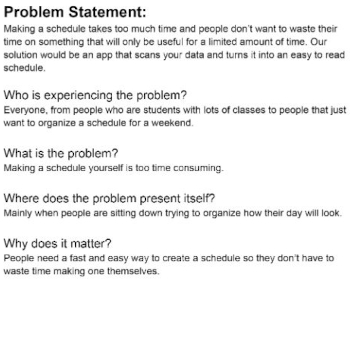 Problem Statement:
Making a schedule takes too much time and people don't want to waste their
time on something that will only be useful for a limited amount of time. Our
solution would be an app that scans your data and turns it into an easy to read
schedule.
Who is experiencing the problem?
Everyone, from people who are students with lots of classes to people that just
want to organize a schedule for a weekend.
What is the problem?
Making a schedule yourself is too time consuming.
Where does the problem present itself?
Mainly when people are sitting down trying to organize how their day will look.
Why does it matter?
People need a fast and easy way to create a schedule so they don't have to
waste time making one themselves.